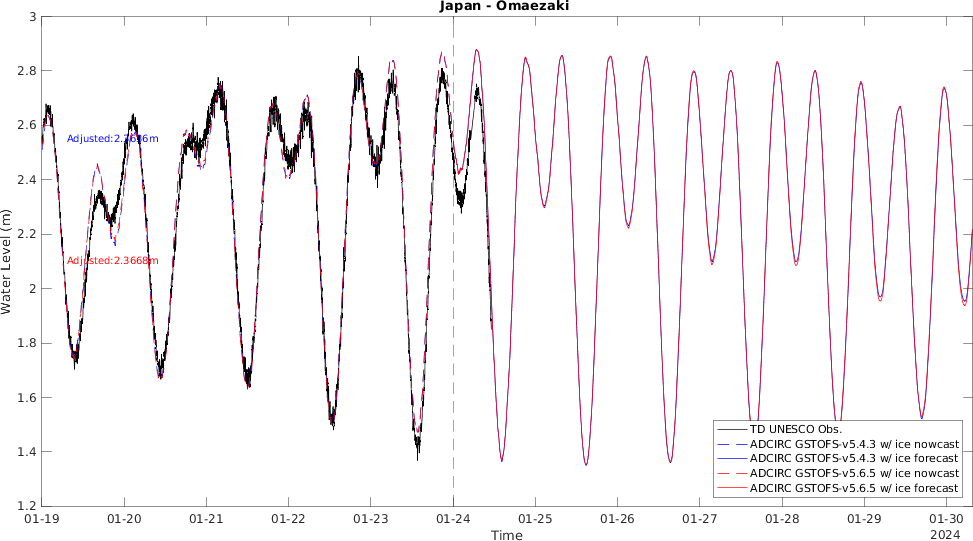 Japan - Omaezaki
3
2.8
2.6
2.4
2.2
2
1.8
1.6
1.4
1.2
Water Level (m)
Adjusted:
Adjusted:2.3668m
TD UNESCO Obs.
ADCIRC GSTOFS-v5.4.3 w/ ice nowcast
ADCIRC GSTOFS-v5.4.3 w/ ice forecast
ADCIRC GSTOFS-v5.6.5 w/ ice nowcast
ADCIRC GSTOFS-v5.6.5 w/ ice forecast
01-19 01-20 01-21 01-22 01-23 01-24 01-25 01-26 01-27 01-28 01-29 01-30
Time
2024